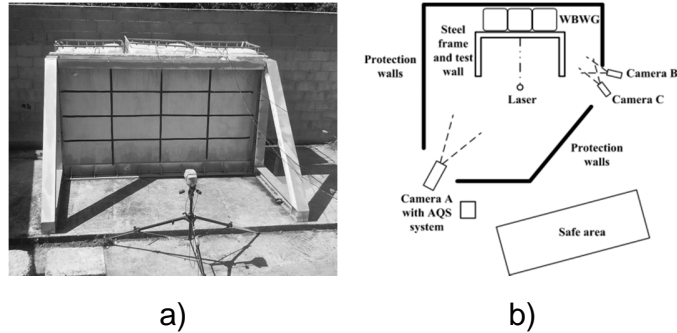 WBWG
Steel
frame
and test
wall
Protection
walls
Laser
Camera B
Camera C
Protection
walls
Camera A
with AQS
system
Safe area
a)
b)